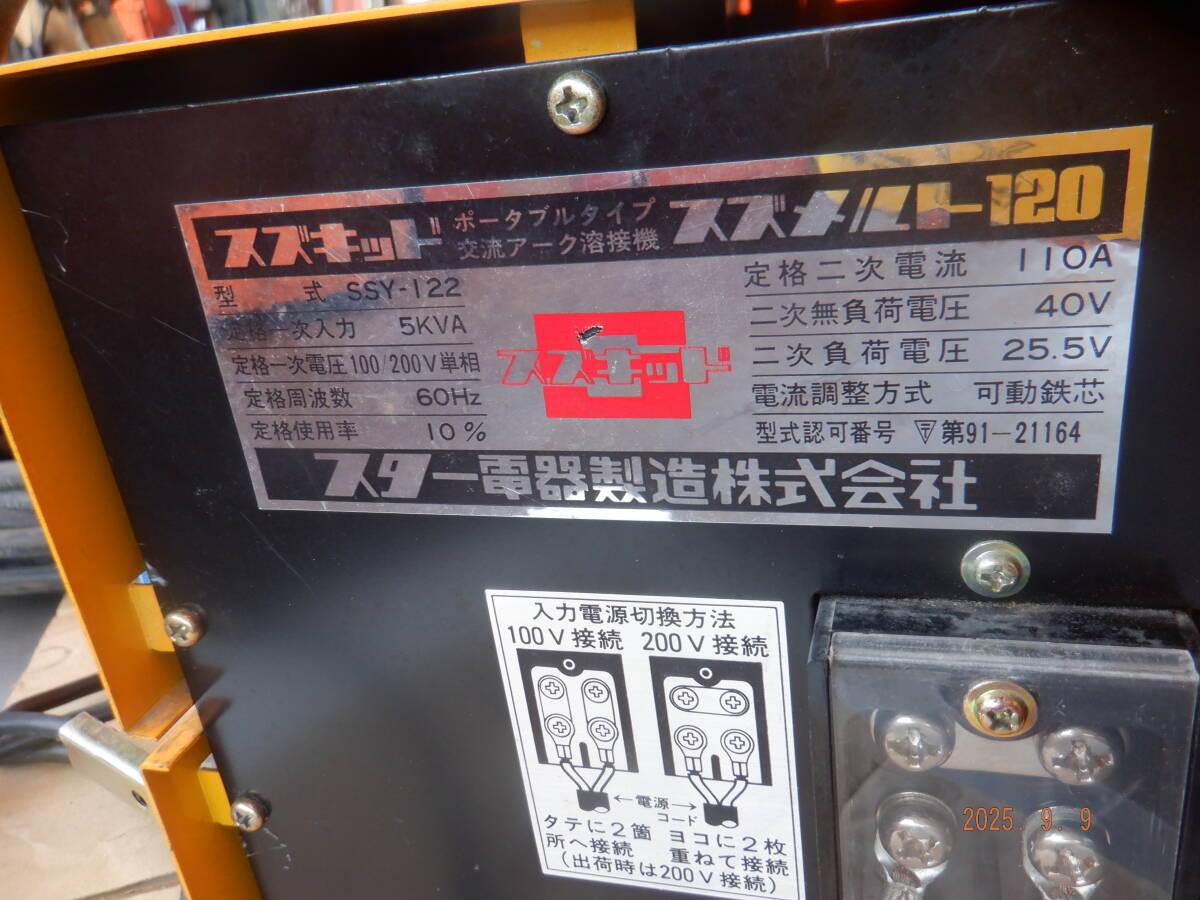 スズキッド ポータブルタイプ 交流アーク溶接機 スズメルト-120
型 式 SSY-122
定格一次入力 5KVA
定格一次電圧 100/200V単相
定格周波数 60Hz
定格使用率 10%
スズキッド
定格二次電流 110A
二次無負荷電圧 40V
二次負荷電圧 25.5V
電流調整方式 可動鉄芯
型式認可番号 第91-21164
スター電器製造株式会社
入力電源切換方法
100V接続 200V接続
←電源→
コード
タテに2箇 ヨコに2枚
所へ接続 重ねて接続
(出荷時は200V接続)
2025. 9. 9